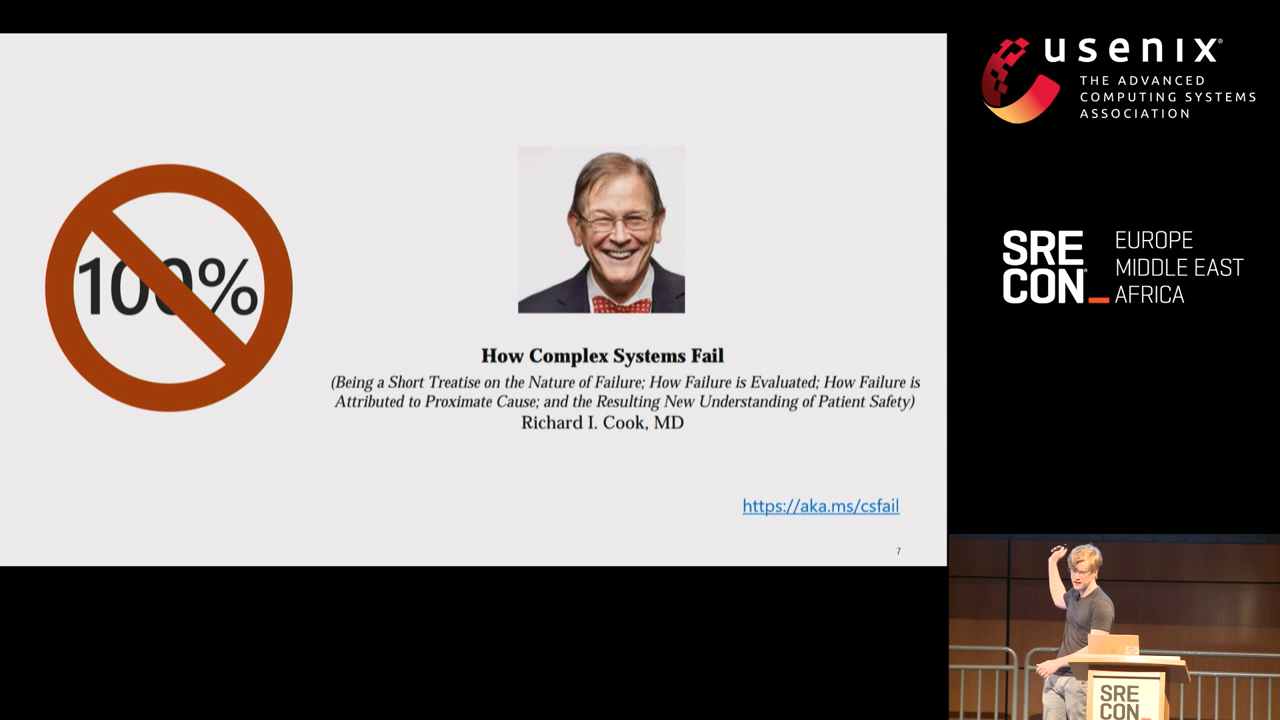 100%
How Complex Systems Fail
(Being a Short Treatise on the Nature of Failure; How Failure is Evaluated; How Failure is
Attributed to Proximate Cause; and the Resulting New Understanding of Patient Safety)
Richard I. Cook, MD
https://aka.ms/csfail
7
usenix®
THE ADVANCED
COMPUTING SYSTEMS
ASSOCIATION
SRE
CON
EUROPE
MIDDLE EAST
AFRICA
SRE
CON